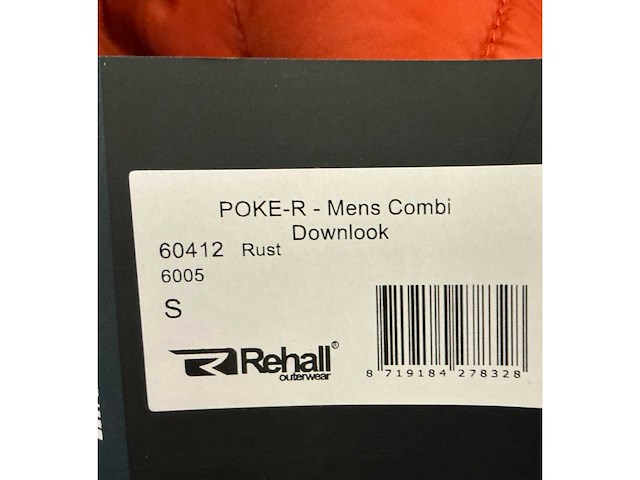 POKE-R - Mens Combi
Downlook
60412 Rust
6005
S
Rehall®
outerwear
8 719184 278328